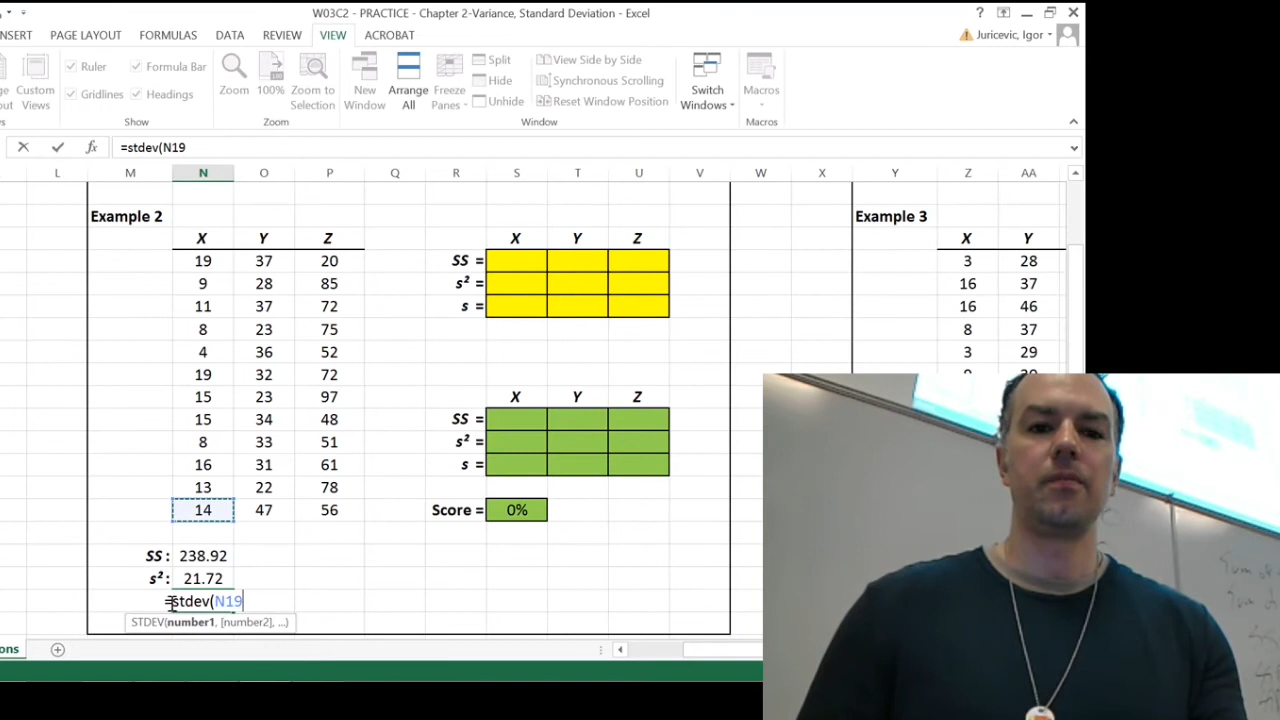 W03C2 - PRACTICE - Chapter 2-Variance, Standard Deviation - Excel
? 
NSERT PAGE LAYOUT FORMULAS DATA REVIEW VIEW ACROBAT Juricevic, Igor
Ruler Formula Bar
Gridlines Headings
Custom Views
Zoom 100% Zoom to Selection
New Window Arrange All Freeze Panes
Split
Hide
Unhide
View Side by Side
Synchronous Scrolling
Reset Window Position
Switch Windows
Macros
Show Zoom Window Macros
fx =stdev(N19
L M N O P Q R S T U V W X Y Z AA
Example 2 Example 3
X Y Z X Y Z X Y
19 37 20 SS = 3 28
9 28 85 s² = 16 37
11 37 72 s = 16 46
8 23 75 8 37
4 36 52 3 29
19 32 72
15 23 97 X Y Z
15 34 48 SS =
8 33 51 s² =
16 31 61 s =
13 22 78
14 47 56 Score = 0%
SS: 238.92
s²: 21.72
=stdev(N19
STDEV(number1, [number2], ...)
ons